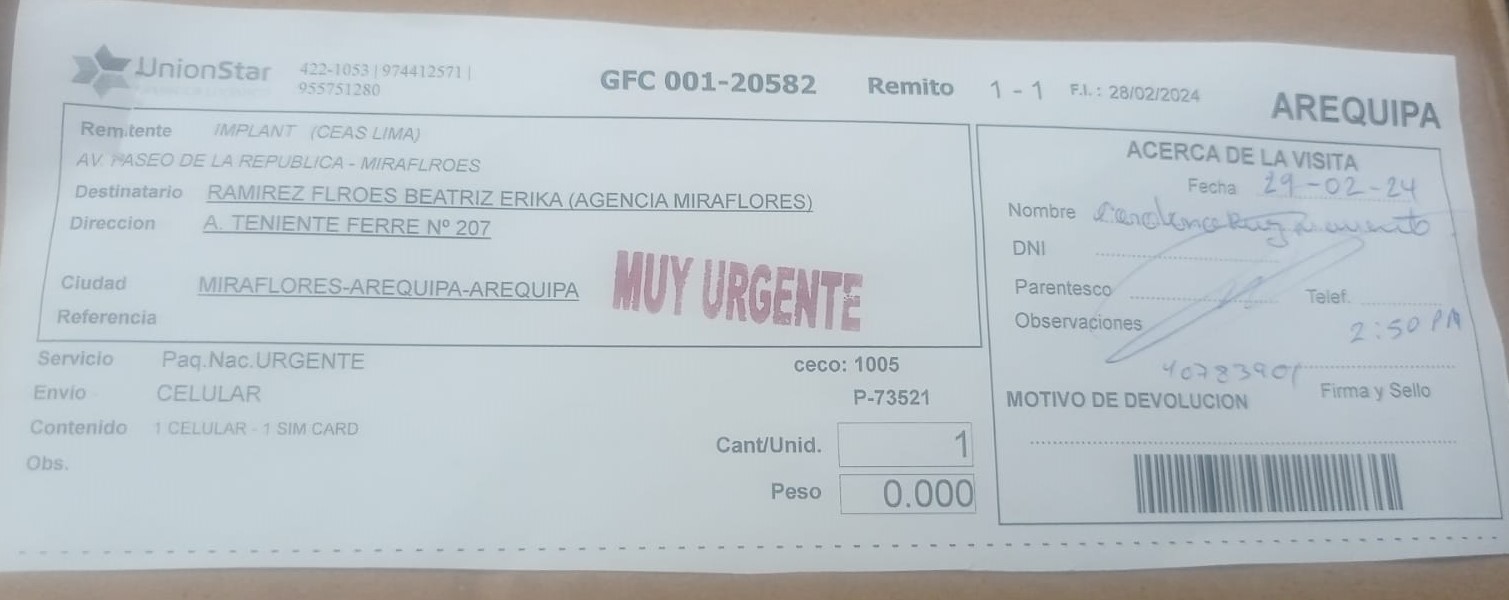 UnionStar
422-1053 | 974412571 |
955751280
GFC 001-20582 Remito 1 - 1 F.I. : 28/02/2024
AREQUIPA
Remitente IMPLANT (CEAS LIMA)
AV. PASEO DE LA REPUBLICA - MIRAFLROES
Destinatario RAMIREZ FLROES BEATRIZ ERIKA (AGENCIA MIRAFLORES)
Direccion A. TENIENTE FERRE Nº 207
Ciudad MIRAFLORES-AREQUIPA-AREQUIPA
MUY URGENTE
Referencia
Servicio Paq.Nac.URGENTE
ceco: 1005
Envio CELULAR
P-73521
Contenido 1 CELULAR - 1 SIM CARD
Obs.
Cant/Unid. 1
Peso 0.000
ACERCA DE LA VISITA
Fecha 29-02-24
Nombre
DNI
Parentesco Telef.
Observaciones
2:50 PM
40783901
Firma y Sello
MOTIVO DE DEVOLUCION